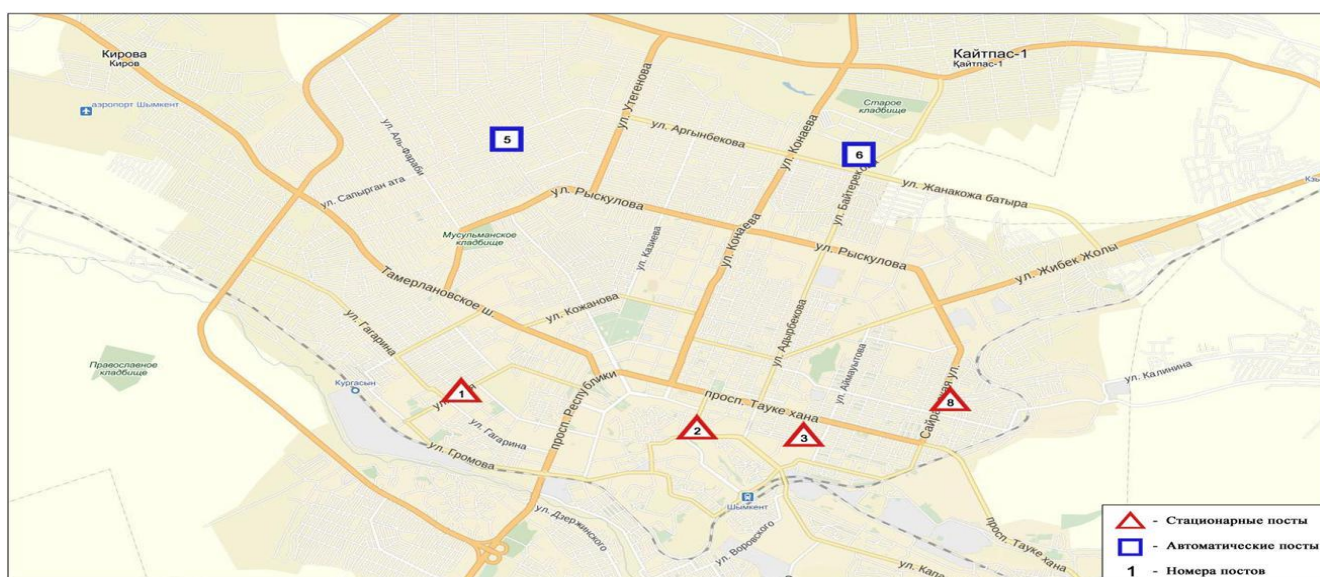 Кирова
Киров
Кайтпас-1
Қайтпас-1
аэропорт Шымкент
Старое
кладбище
ул. Утегенова
ул. Аль-Фараби
5
ул. Аргынбекова
ул. Конаева
6
ул. Жанакожа батыра
ул. Сапырган ата
ул. Рыскулова
Мусульманское
кладбище
ул. Казиева
ул. Конаева
ул. Рыскулова
ул. Жибек Жолы
Тамерлановское ш.
ул. Кожанова
ул. Гагарина
ул. Адырбекова
ул. Аймауытова
Православное
кладбище
Кургасын
просп. Республики
ул. Калинина
1
просп. Тауке хана
8
2
3
ул. Гагарина
ул. Громова
Шымкент
ул. Дзержинского
ул. Воровского
просп. Тауке хана
- Стационарные посты
- Автоматические посты
1 - Номера постов